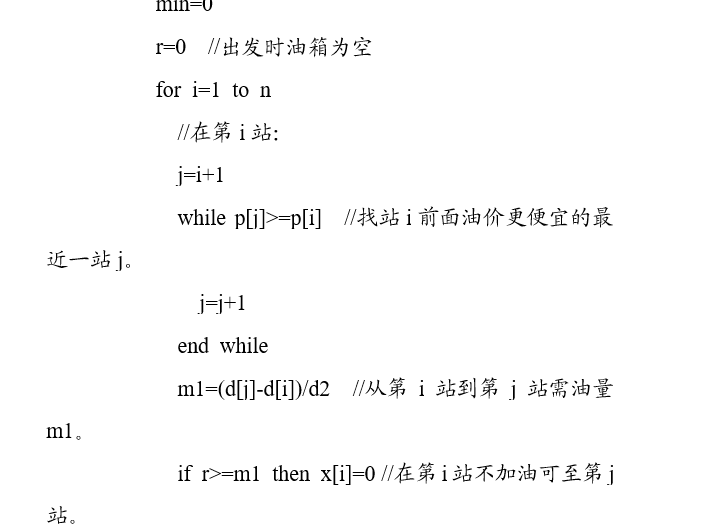 min=0
r=0 //出发时油箱为空
for i=1 to n
//在第 i 站:
j=i+1
while p[j]>=p[i] //找站 i 前面油价更便宜的最
近一站 j。
j=j+1
end while
m1=(d[j]-d[i])/d2 //从第 i 站到第 j 站需油量
m1。
if r>=m1 then x[i]=0 //在第 i 站不加油可至第 j
站。